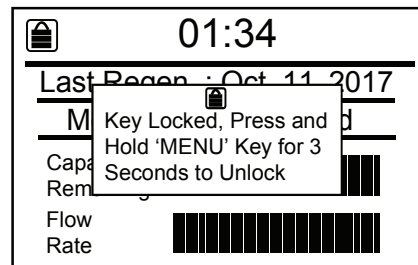 01:34
Last Regen. : Oct. 11, 2017
Key Locked, Press and
Hold 'MENU' Key for 3
Seconds to Unlock
Flow
Rate